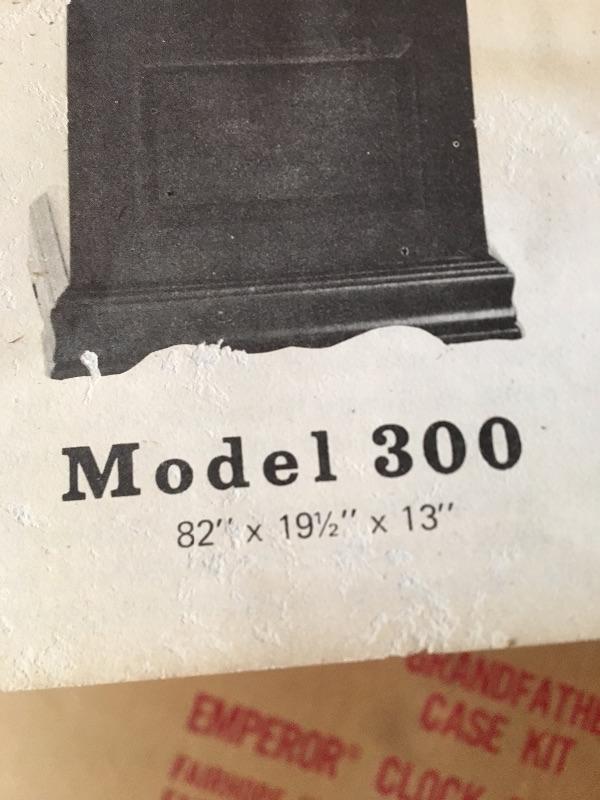 Model 300
82" x 19½" x 13"
GRANDFATHE
CASE KIT
EMPEROR® CLOCK